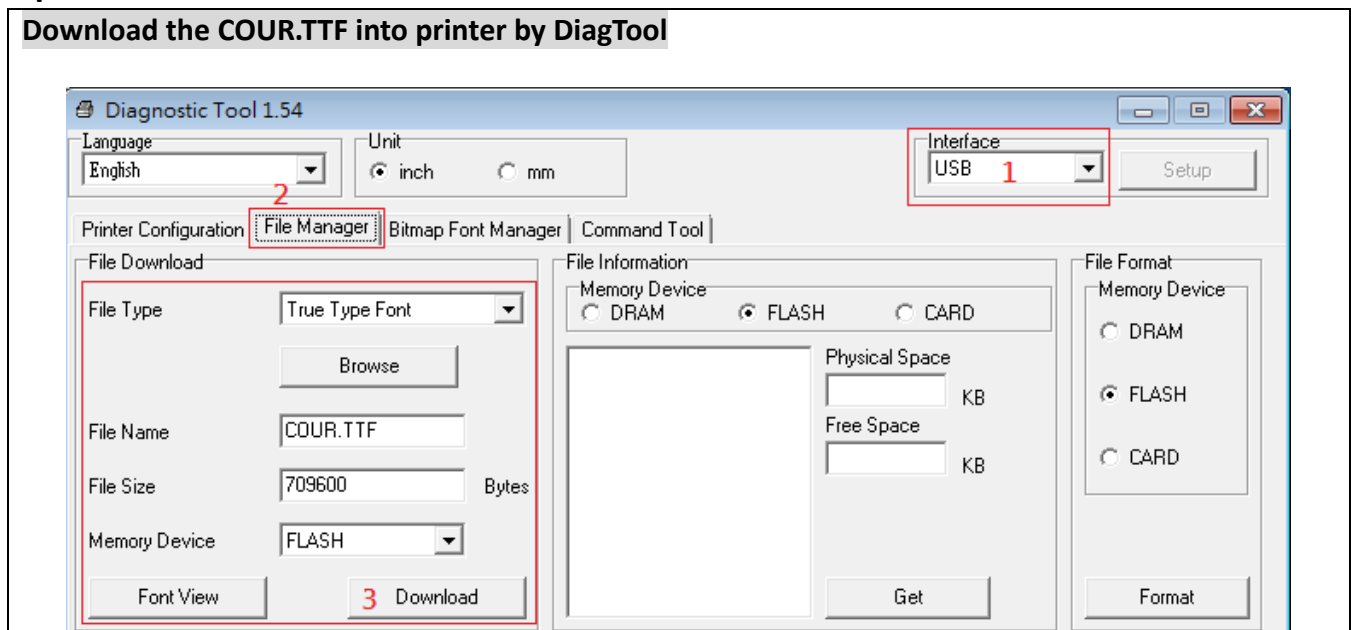 Download the COUR.TTF into printer by DiagTool
Diagnostic Tool 1.54
Language
English
Unit
inch
mm
Interface
USB
1
Setup
2
Printer Configuration
File Manager
Bitmap Font Manager
Command Tool
File Download
File Type
True Type Font
Browse
File Name
COUR.TTF
File Size
709600
Bytes
Memory Device
FLASH
Font View
3
Download
File Information
Memory Device
DRAM
FLASH
CARD
Physical Space
KB
Free Space
KB
Get
File Format
Memory Device
DRAM
FLASH
CARD
Format